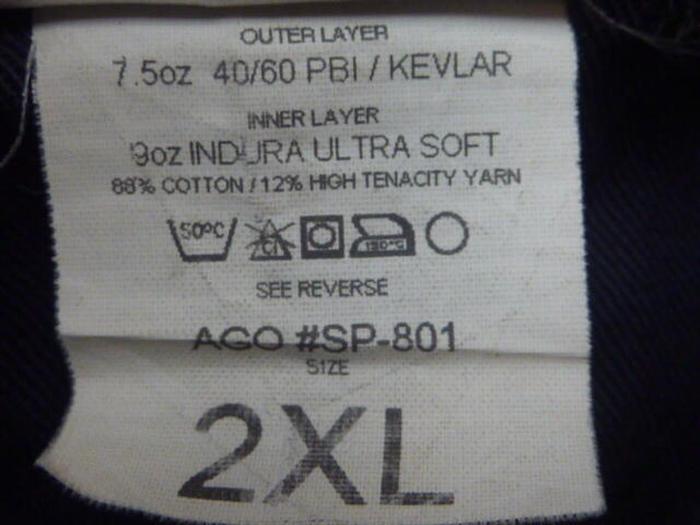 OUTER LAYER
7.5oz 40/60 PBI / KEVLAR
INNER LAYER
9oz INDURA ULTRA SOFT
88% COTTON / 12% HIGH TENACITY YARN
50°C Cl 150°C
SEE REVERSE
AGO #SP-801
SIZE
2XL